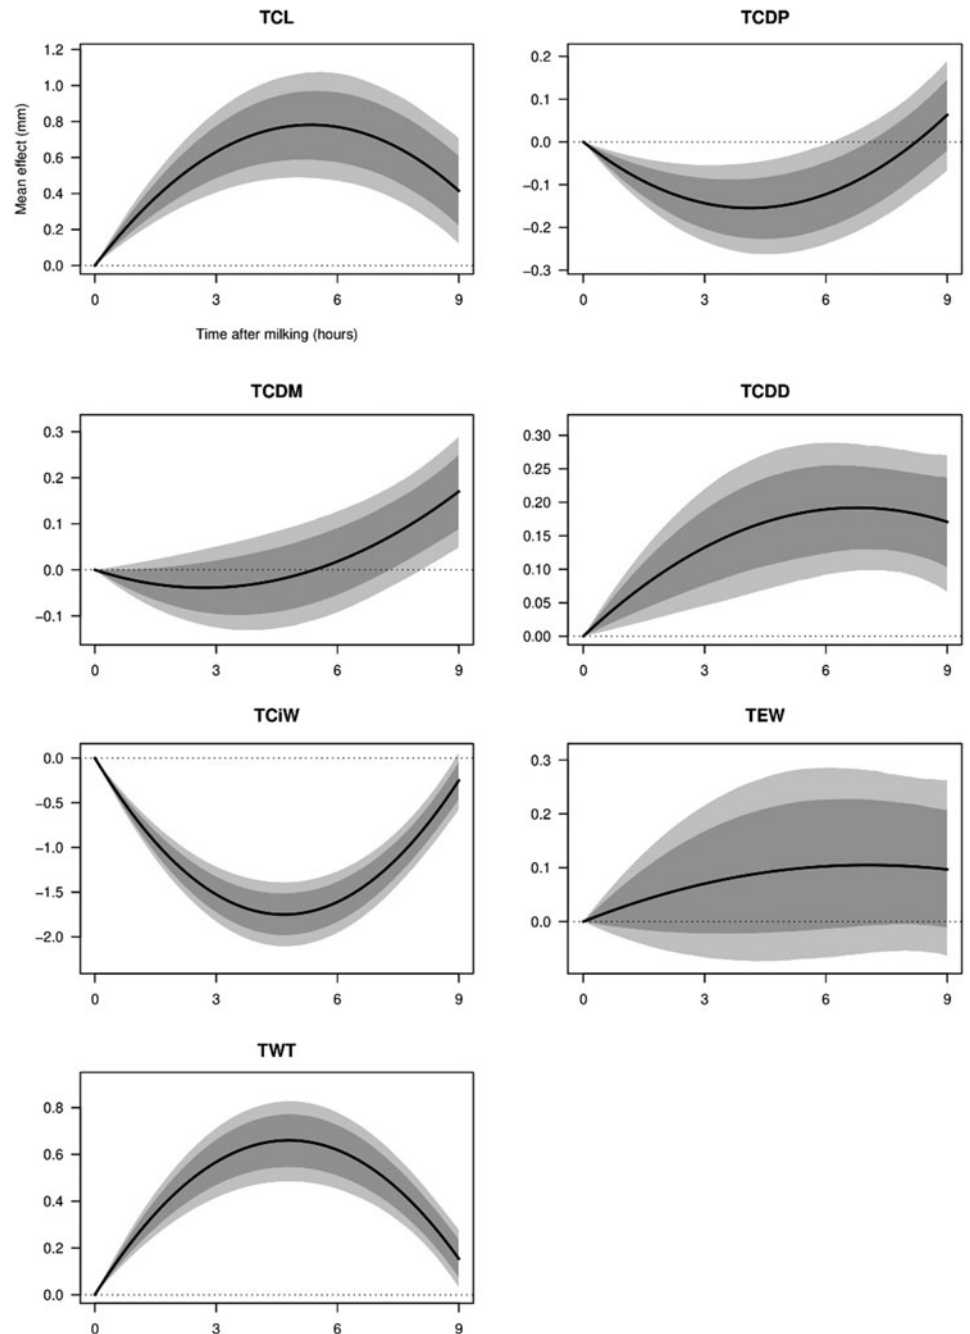 TCL
TCDP
1.2
1.0
0.8
0.6
0.4
0.2
0.0
Mean effect (mm)
0 3 6 9
Time after milking (hours)
0.2
0.1
0.0
−0.1
−0.2
−0.3
0 3 6 9
TCDM
TCDD
0.3
0.2
0.1
0.0
−0.1
0 3 6 9
0.30
0.25
0.20
0.15
0.10
0.05
0.00
0 3 6 9
TCiW
TEW
0.0
−0.5
−1.0
−1.5
−2.0
0 3 6 9
0.3
0.2
0.1
0.0
0 3 6 9
TWT
0.8
0.6
0.4
0.2
0.0
0 3 6 9